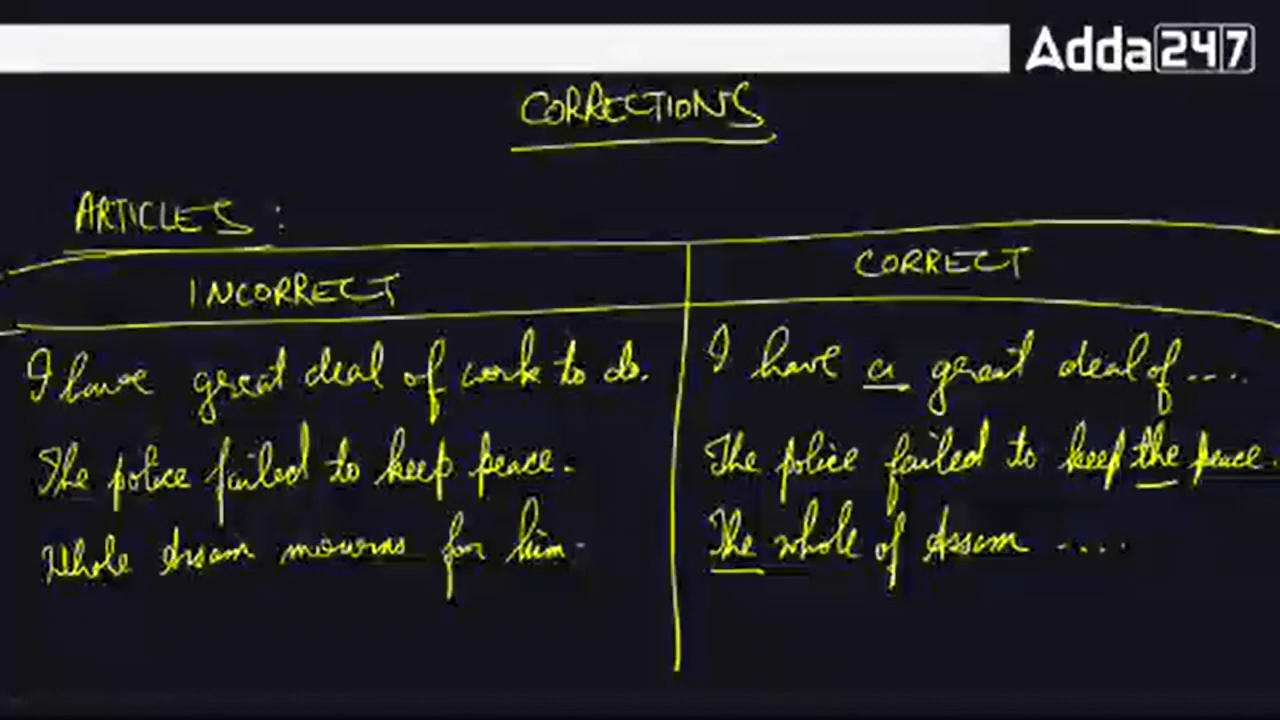 Adda247
CORRECTIONS
ARTICLES:
INCORRECT
CORRECT
I have great deal of work to do.
I have a great deal of ....
The police failed to keep peace.
The police failed to keep the peace.
Whole Assam mourns for him.
The whole of Assam ....